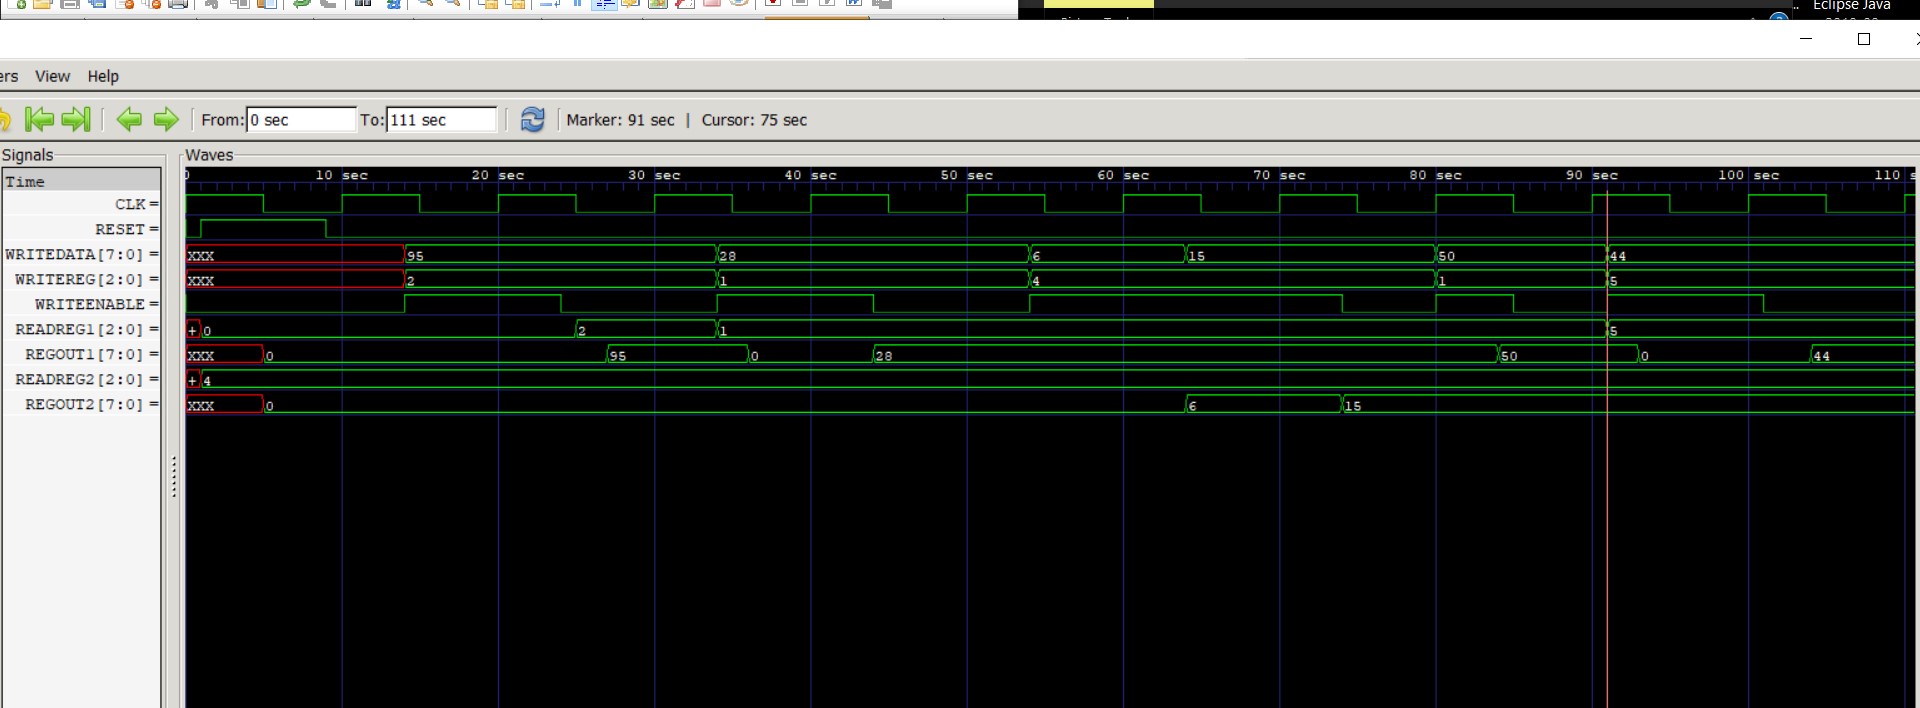 Eclipse Java
ers View Help
From: 0 sec To: 111 sec Marker: 91 sec | Cursor: 75 sec
Signals Waves
Time 0 10 sec 20 sec 30 sec 40 sec 50 sec 60 sec 70 sec 80 sec 90 sec 100 sec 110 s
CLK =
RESET =
WRITEDATA[7:0] = XXX 95 28 6 15 50 44
WRITEREG[2:0] = XXX 2 1 4 1 5
WRITEENABLE =
READREG1[2:0] = + 0 2 1 5
REGOUT1[7:0] = XXX 0 95 0 28 50 0 44
READREG2[2:0] = + 4
REGOUT2[7:0] = XXX 0 6 15